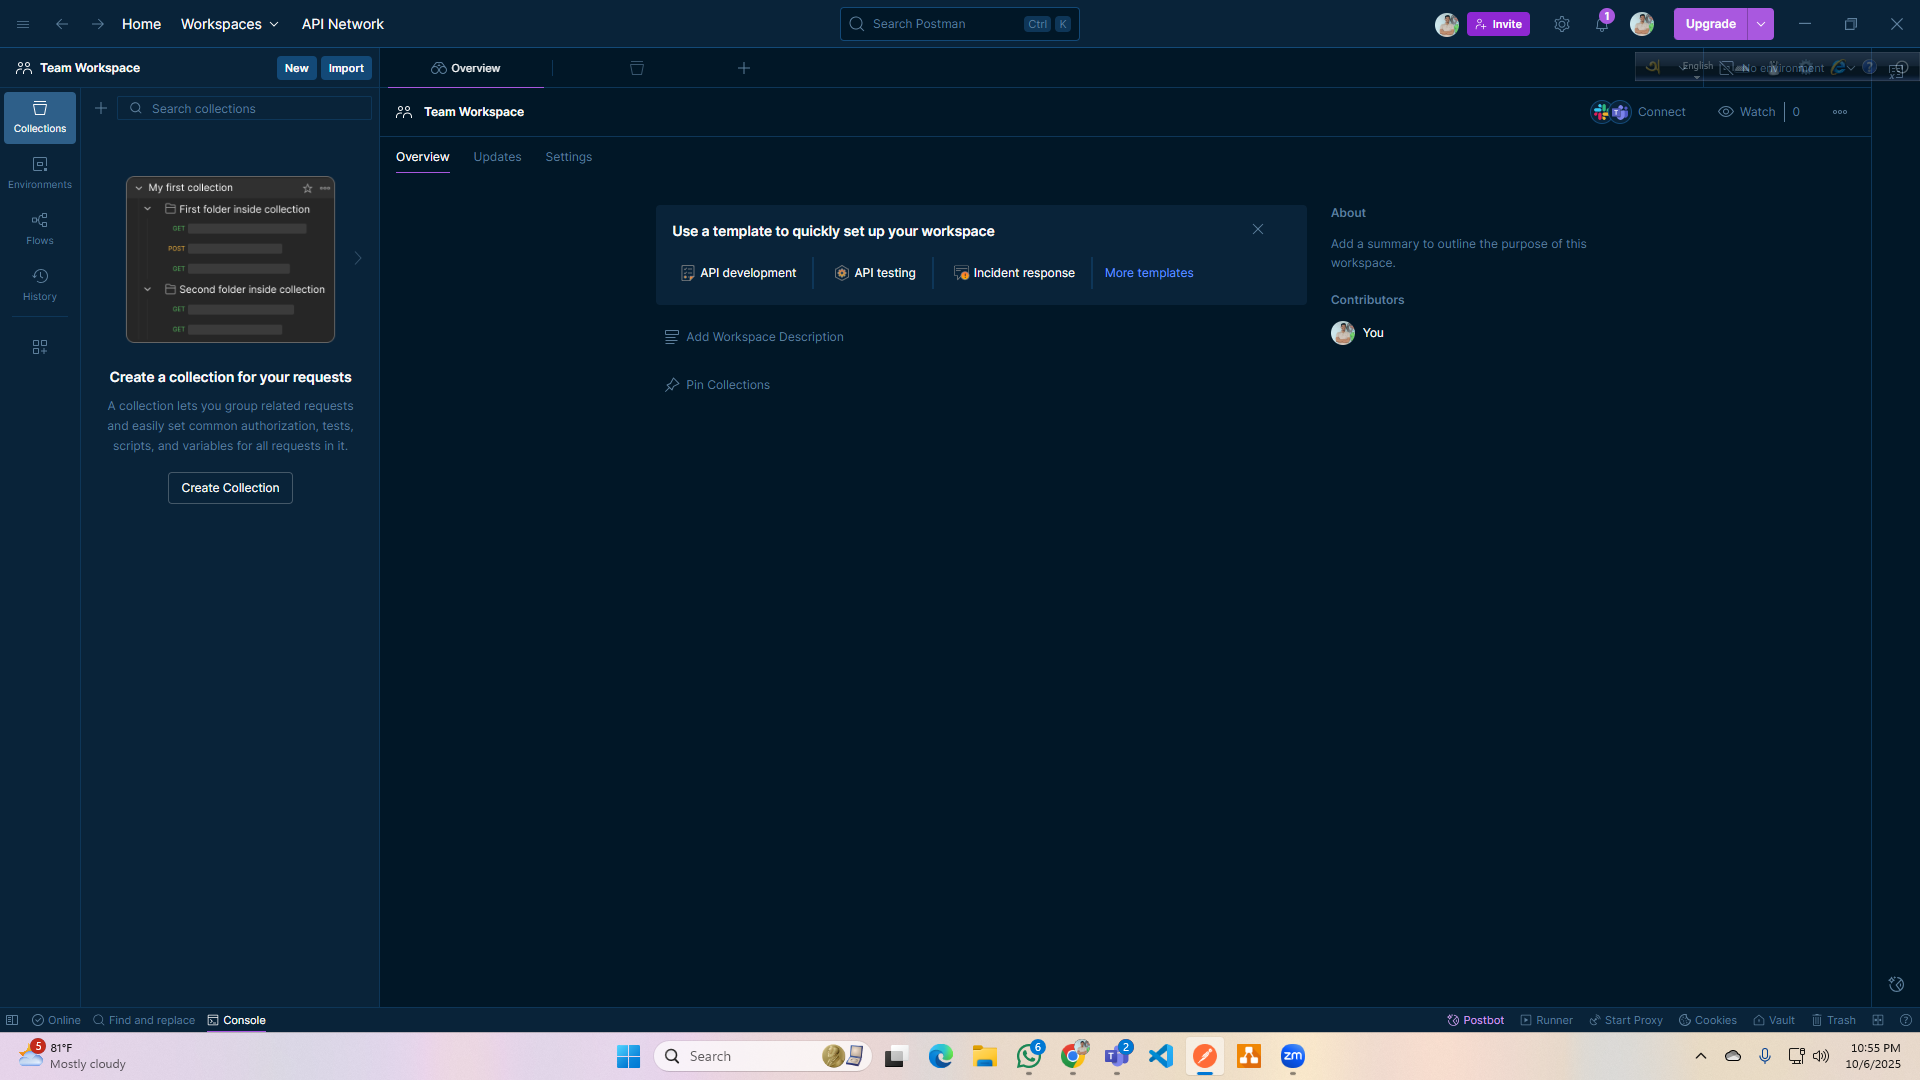 Home Workspaces API Network
Search Postman Ctrl K
Invite
1
Upgrade
Team Workspace New Import
Overview
English
No environment
Collections
Search collections
Team Workspace
Connect Watch 0
Environments
Flows
History
My first collection
First folder inside collection
GET
POST
GET
Second folder inside collection
GET
GET
Create a collection for your requests
A collection lets you group related requests
and easily set common authorization, tests,
scripts, and variables for all requests in it.
Create Collection
Overview Updates Settings
Use a template to quickly set up your workspace
API development API testing Incident response More templates
Add Workspace Description
Pin Collections
About
Add a summary to outline the purpose of this
workspace.
Contributors
You
Online Find and replace Console
Postbot Runner Start Proxy Cookies Vault Trash
5
81°F
Mostly cloudy
Search
6
2
zm
10:55 PM
10/6/2025